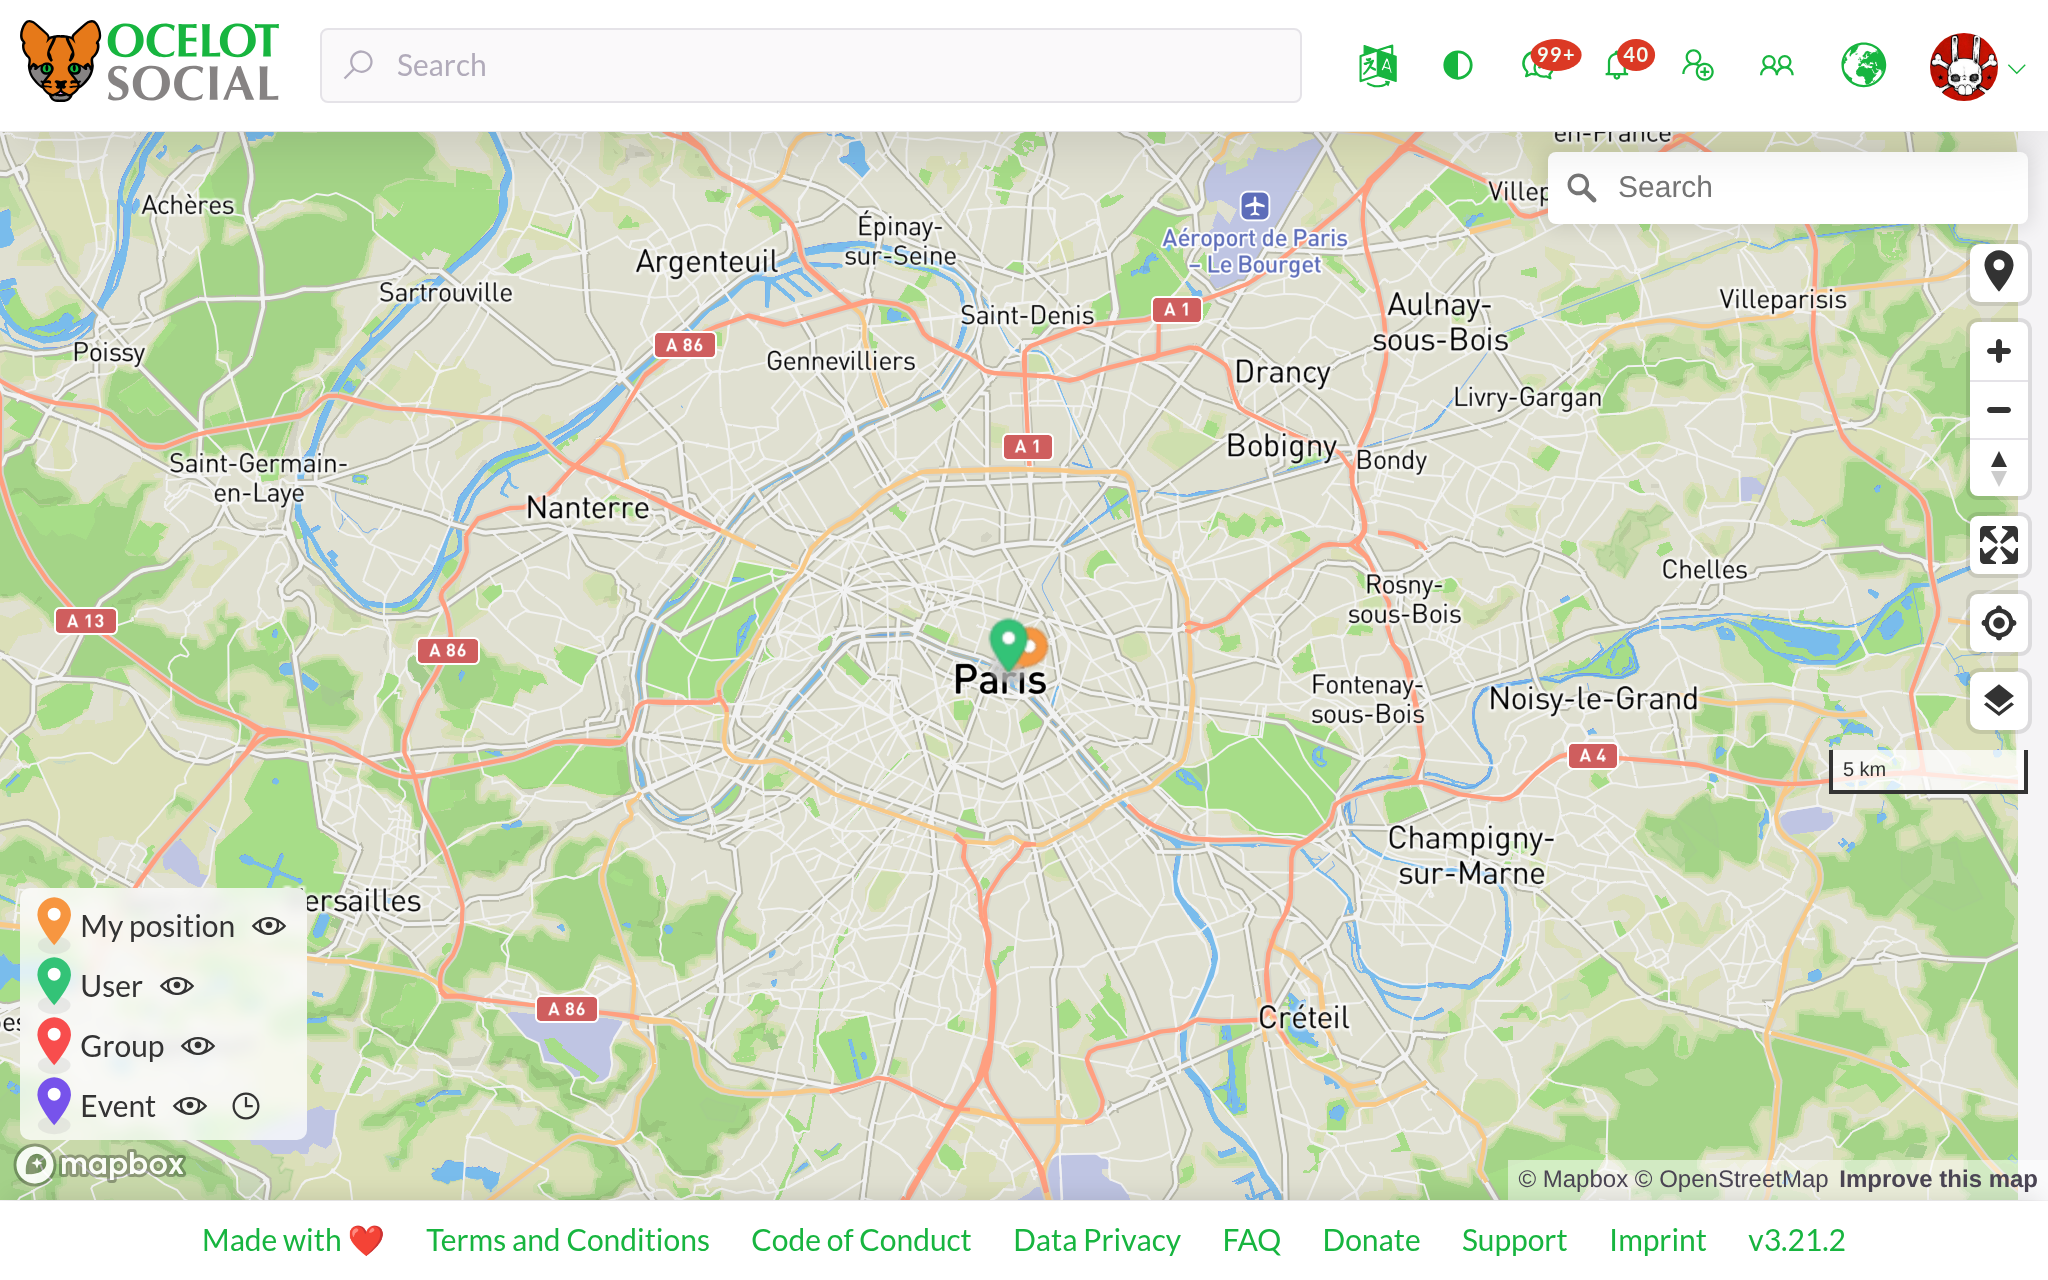 OCELOT
SOCIAL
Search
99+
40
en-France
Search
Achères
Épinay-
sur-Seine
Argenteuil
Aéroport de Paris
– Le Bourget
Sartrouville
Saint-Denis
A 1
Aulnay-
sous-Bois
Villeparisis
Poissy
A 86
Gennevilliers
Drancy
Livry-Gargan
A 1
Bobigny
Bondy
Saint-Germain-
en-Laye
Nanterre
Chelles
Rosny-
sous-Bois
A 13
A 86
Paris
Fontenay-
sous-Bois
Noisy-le-Grand
A 4
5 km
Champigny-
sur-Marne
ersailles
My position
User
Group
Event
A 86
Créteil
mapbox
© Mapbox © OpenStreetMap Improve this map
Made with ❤️ Terms and Conditions Code of Conduct Data Privacy FAQ Donate Support Imprint v3.21.2